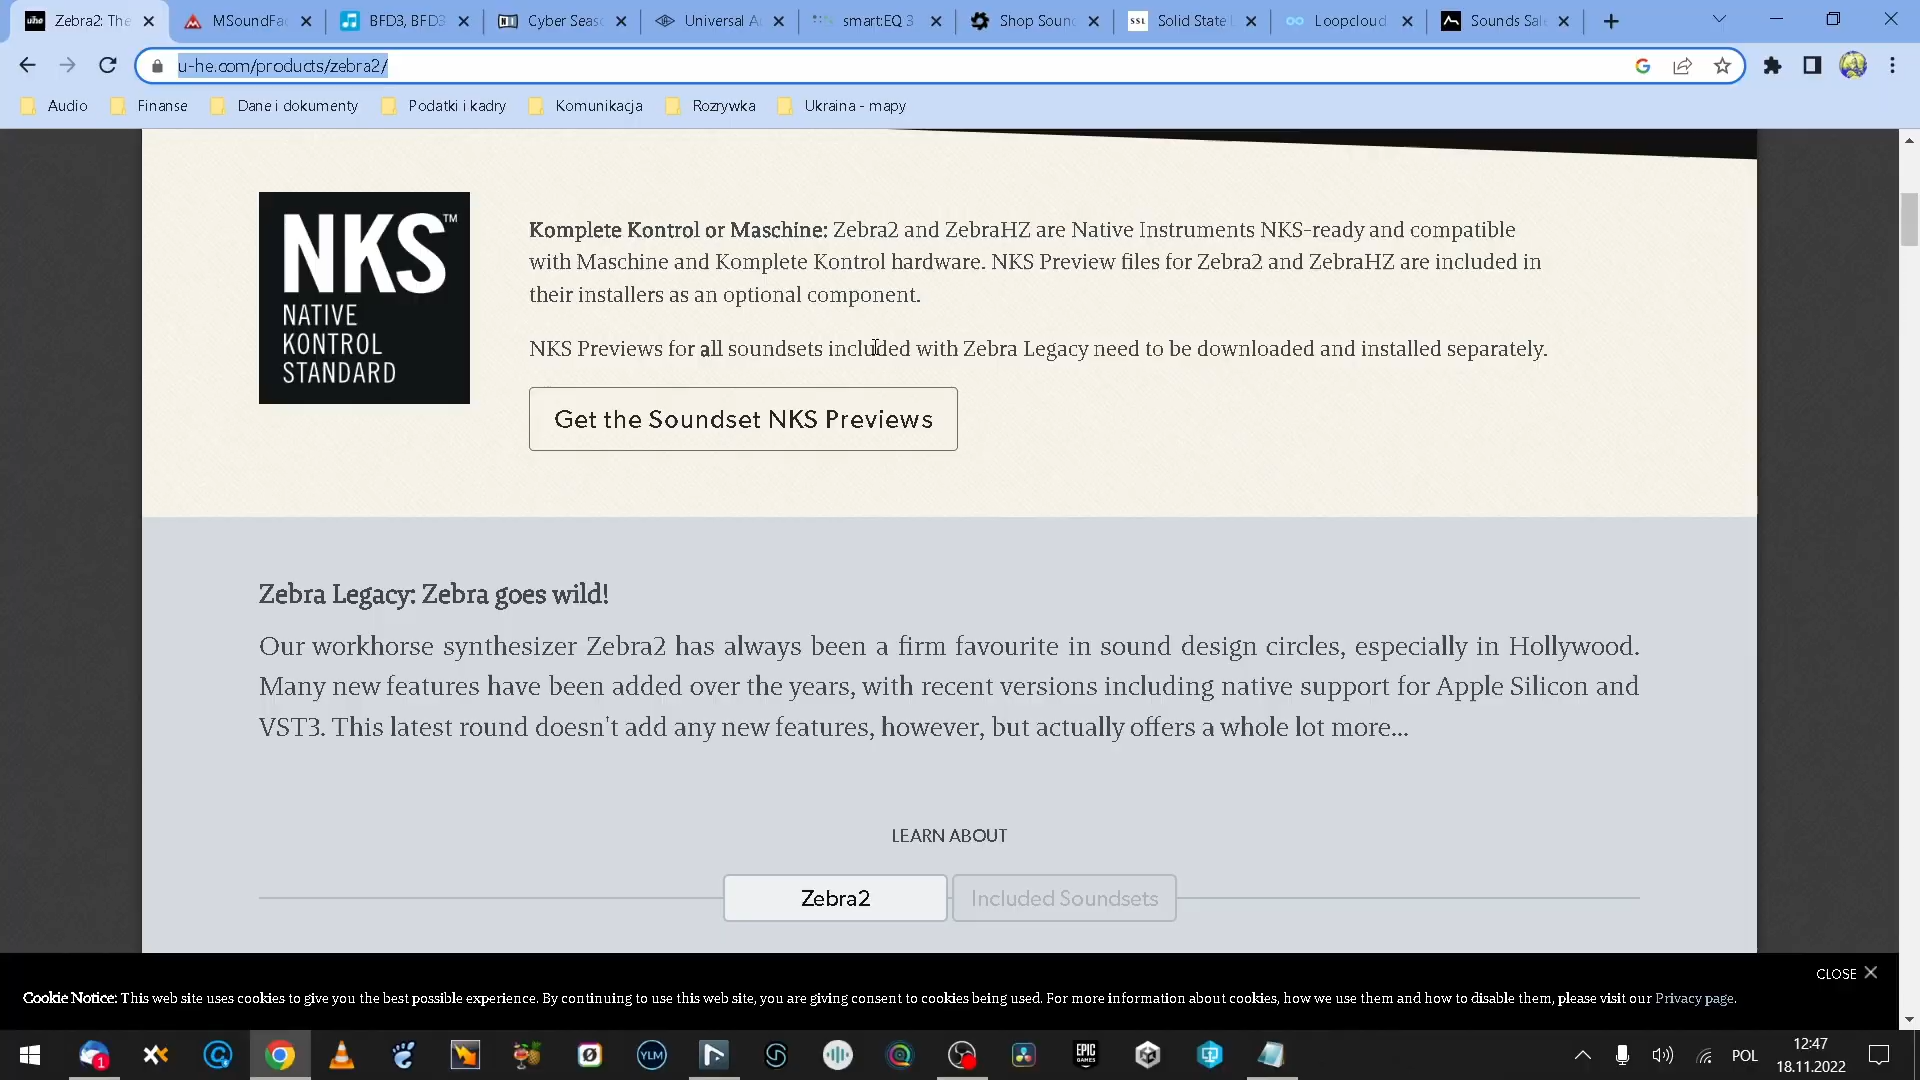 Zebra2: The
MSoundFa
BFD3, BFD3
Cyber Seas
Universal A
smart:EQ 3
Shop Soun
SSL
Solid State L
Loopcloud
Sounds Sal
u-he.com/products/zebra2/
Audio
Finanse
Dane i dokumenty
Podatki i kadry
Komunikacja
Rozrywka
Ukraina - mapy
NKS™
NATIVE
KONTROL
STANDARD
Komplete Kontrol or Maschine: Zebra2 and ZebraHZ are Native Instruments NKS-ready and compatible
with Maschine and Komplete Kontrol hardware. NKS Preview files for Zebra2 and ZebraHZ are included in
their installers as an optional component.
NKS Previews for all soundsets included with Zebra Legacy need to be downloaded and installed separately.
Get the Soundset NKS Previews
Zebra Legacy: Zebra goes wild!
Our workhorse synthesizer Zebra2 has always been a firm favourite in sound design circles, especially in Hollywood.
Many new features have been added over the years, with recent versions including native support for Apple Silicon and
VST3. This latest round doesn't add any new features, however, but actually offers a whole lot more...
LEARN ABOUT
Zebra2
Included Soundsets
CLOSE
Cookie Notice: This web site uses cookies to give you the best possible experience. By continuing to use this web site, you are giving consent to cookies being used. For more information about cookies, how we use them and how to disable them, please visit our Privacy page.
1
YLM
EPIC
GAMES
POL
12:47
18.11.2022